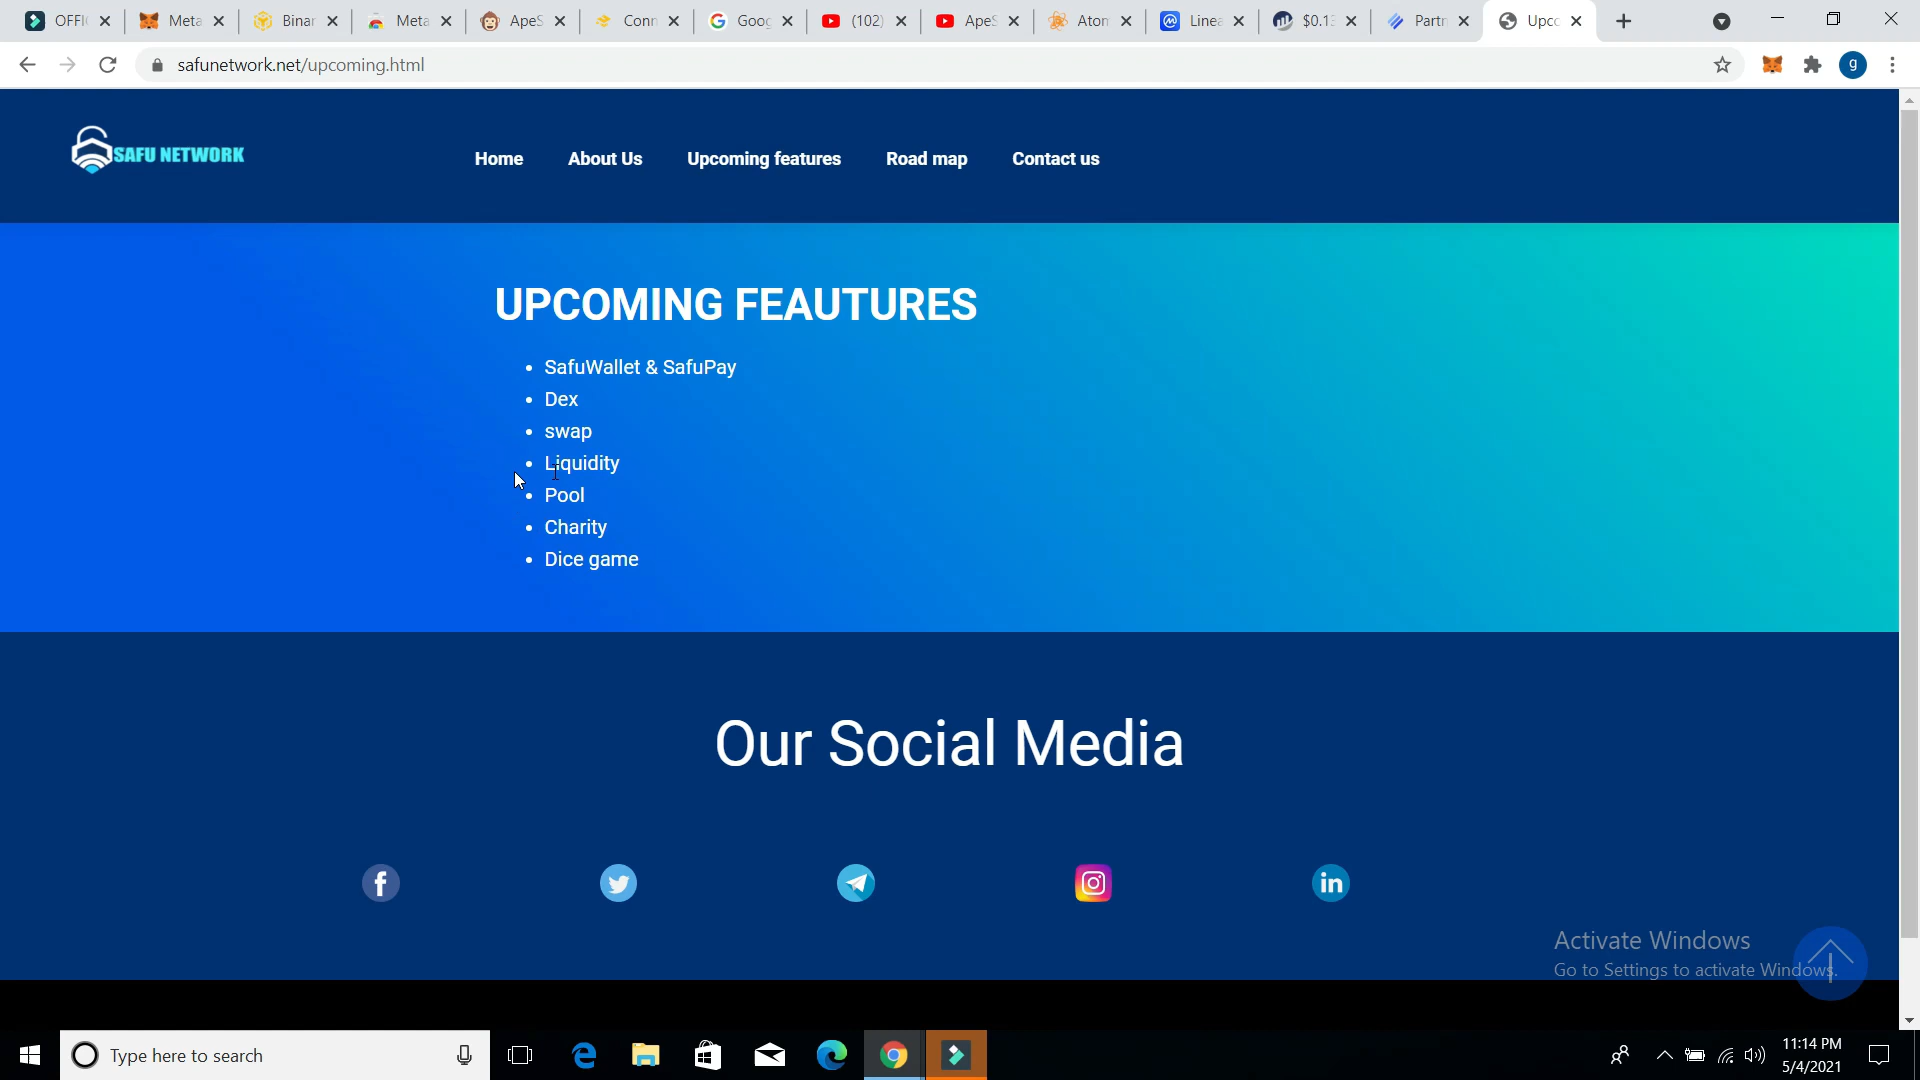 OFFI
Meta
Binar
Meta
ApeS
Conn
Goog
(102)
ApeS
Aton
Linea
$0.13
Partn
Upco
safunetwork.net/upcoming.html
g
SAFU NETWORK
Home
About Us
Upcoming features
Road map
Contact us
UPCOMING FEAUTURES
• SafuWallet & SafuPay
• Dex
• swap
• Liquidity
• Pool
• Charity
• Dice game
Our Social Media
Activate Windows
Go to Settings to activate Windows.
Type here to search
11:14 PM
5/4/2021